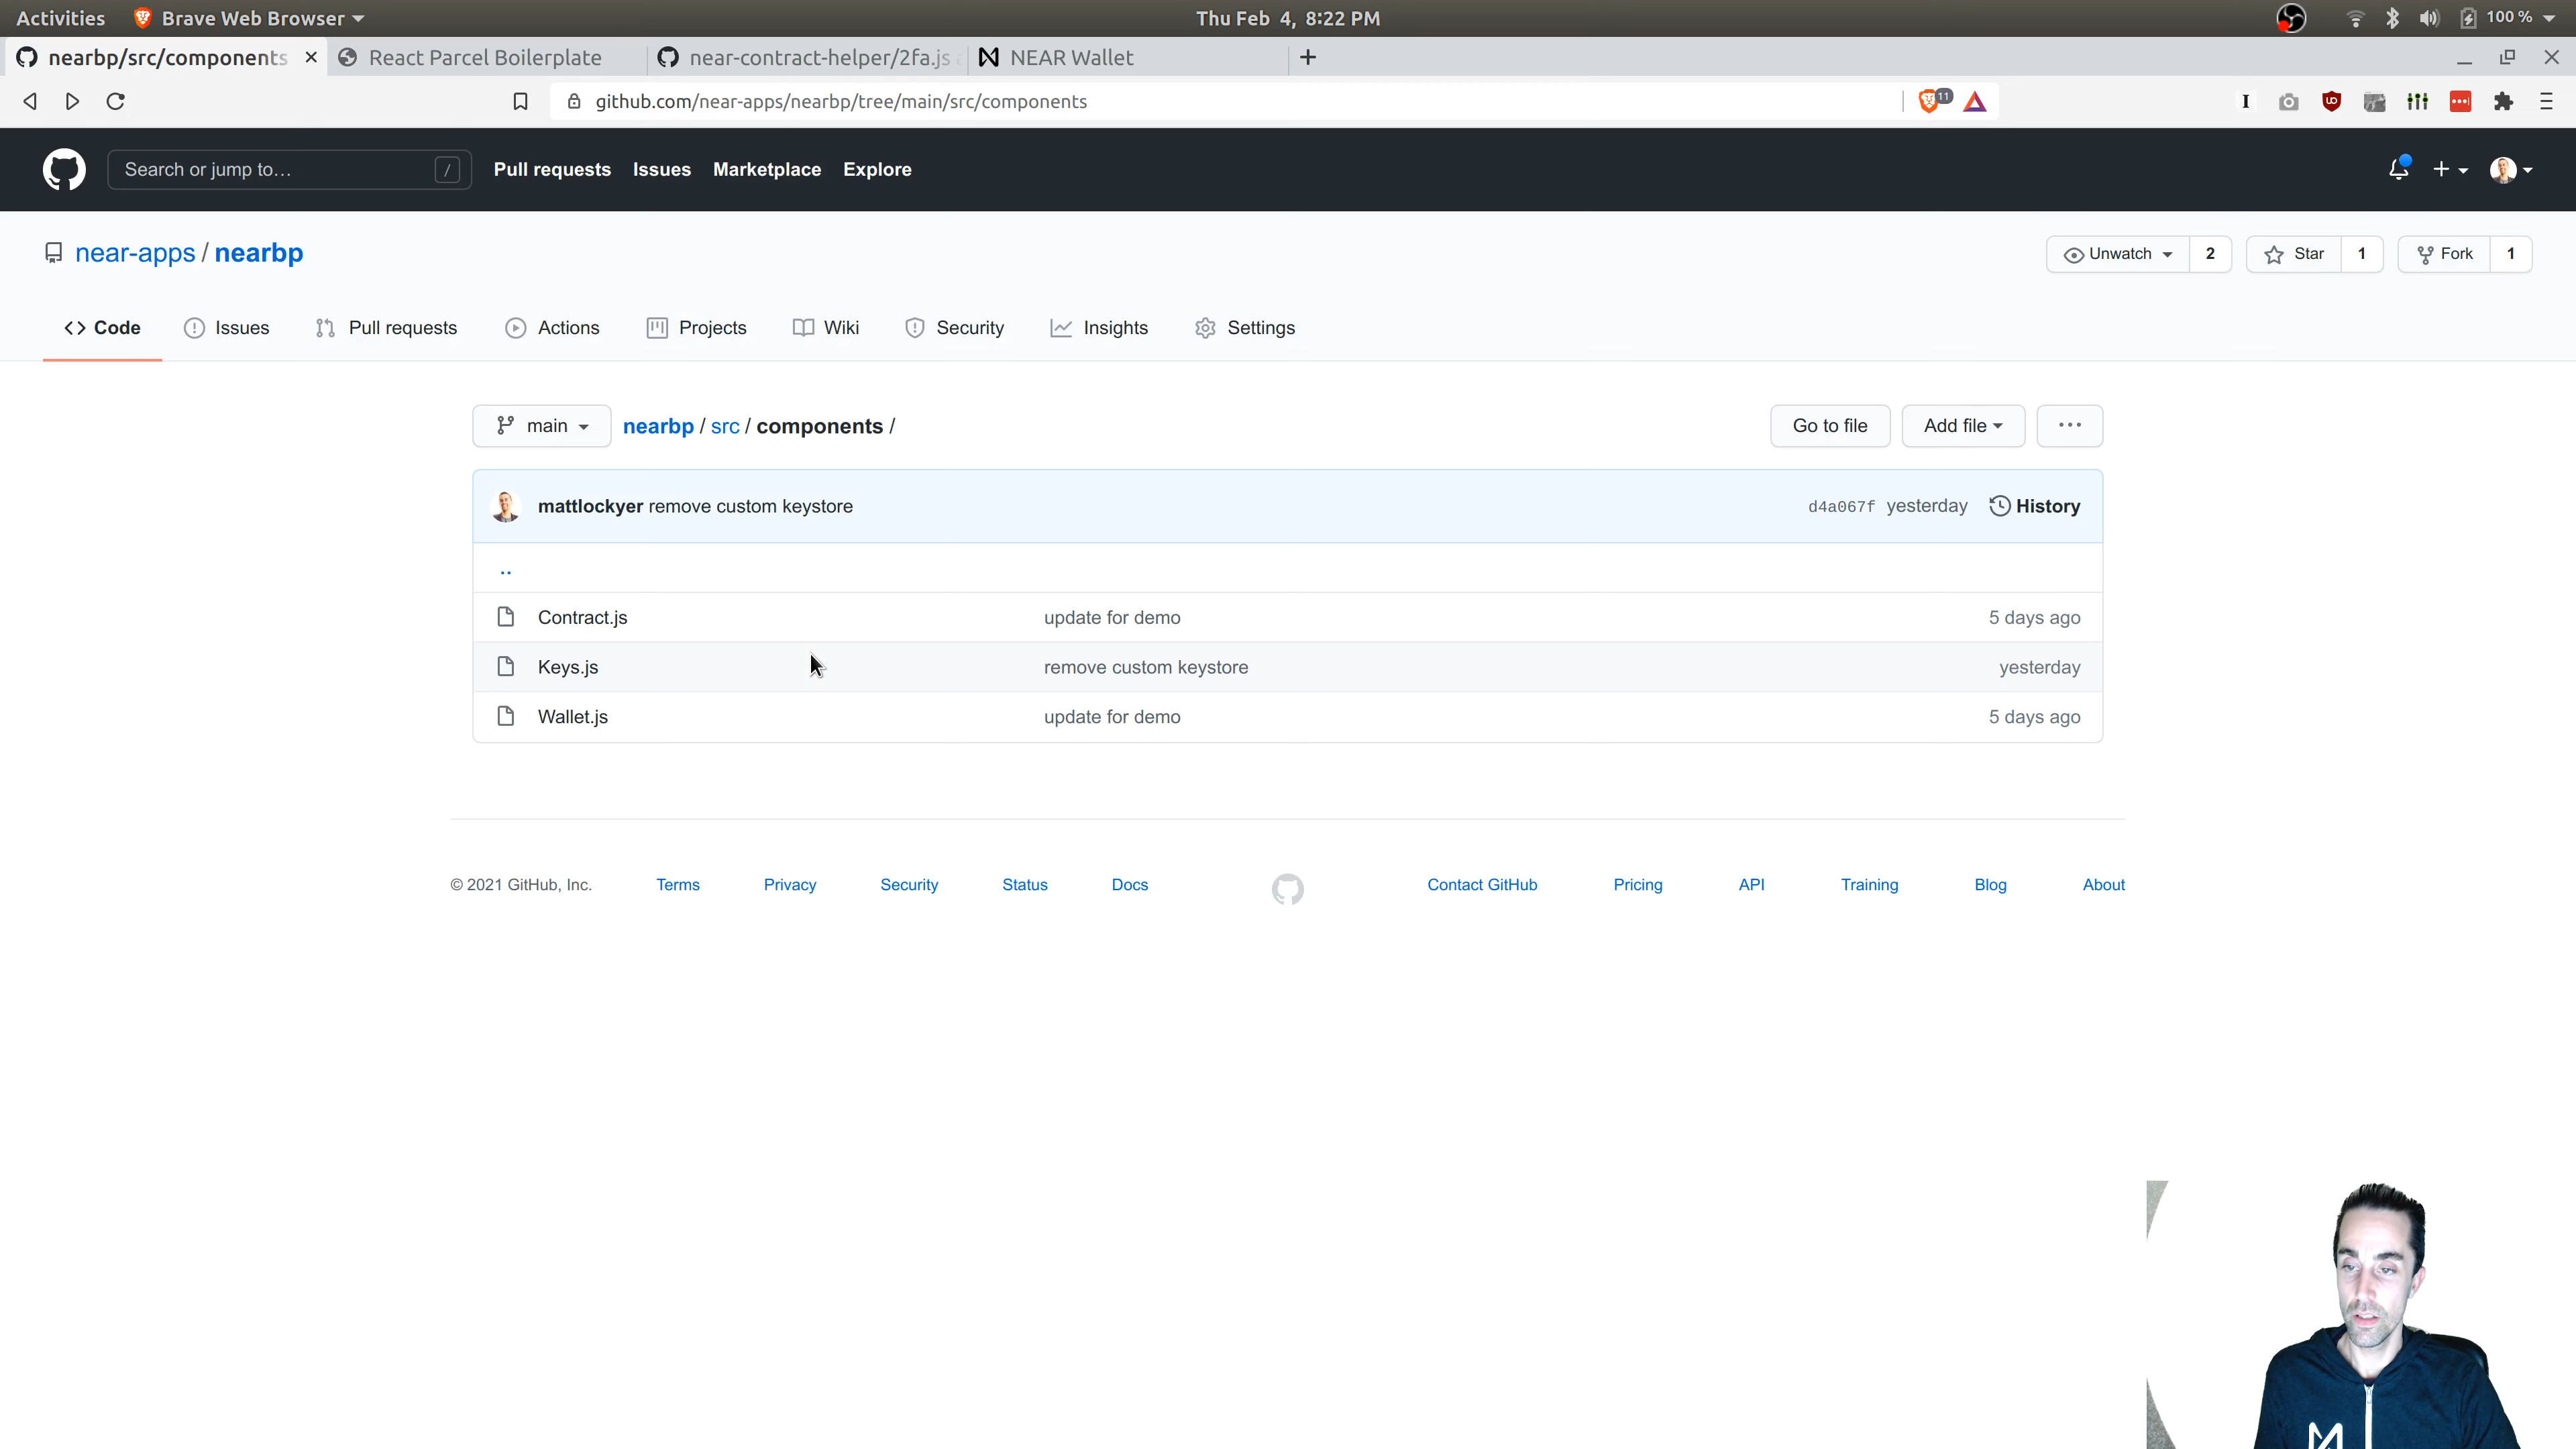 Activities Brave Web Browser Thu Feb 4, 8:22 PM 100 %
nearbp/src/components React Parcel Boilerplate near-contract-helper/2fa.js NEAR Wallet
github.com/near-apps/nearbp/tree/main/src/components 11
Search or jump to… / Pull requests Issues Marketplace Explore
near-apps / nearbp Unwatch 2 Star 1 Fork 1
Code Issues Pull requests Actions Projects Wiki Security Insights Settings
main nearbp / src / components / Go to file Add file ···
mattlockyer remove custom keystore d4a067f yesterday History
..
Contract.js update for demo 5 days ago
Keys.js remove custom keystore yesterday
Wallet.js update for demo 5 days ago
© 2021 GitHub, Inc. Terms Privacy Security Status Docs Contact GitHub Pricing API Training Blog About